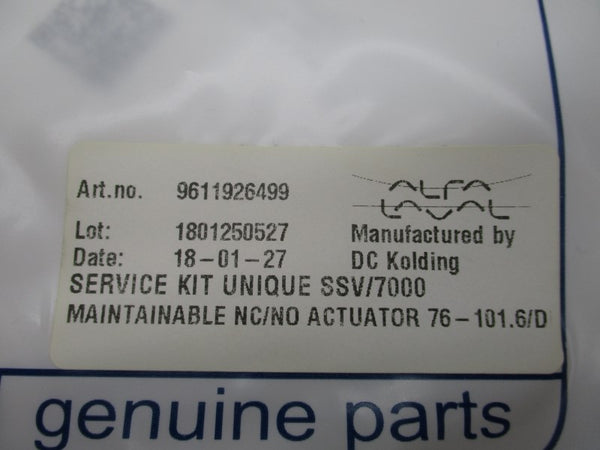 Art.no. 9611926499
ALFA
LAVAL
Lot: 1801250527
Manufactured by
Date: 18-01-27
DC Kolding
SERVICE KIT UNIQUE SSV/7000
MAINTAINABLE NC/NO ACTUATOR 76-101.6/D
genuine parts